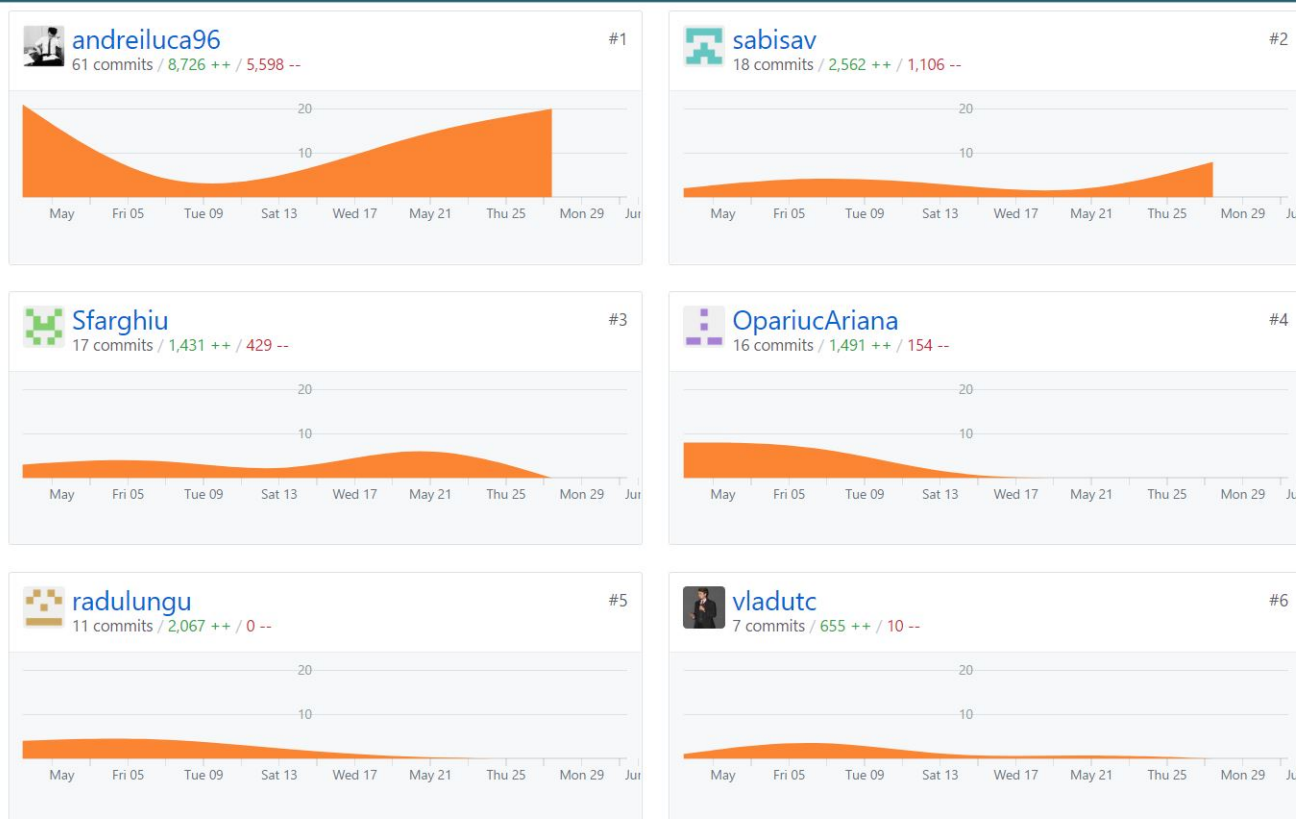 andreiluca96 #1
61 commits / 8,726 ++ / 5,598 --
20
10
May Fri 05 Tue 09 Sat 13 Wed 17 May 21 Thu 25 Mon 29 Jur
sabisav #2
18 commits / 2,562 ++ / 1,106 --
20
10
May Fri 05 Tue 09 Sat 13 Wed 17 May 21 Thu 25 Mon 29 Ju
Sfarghiu #3
17 commits / 1,431 ++ / 429 --
20
10
May Fri 05 Tue 09 Sat 13 Wed 17 May 21 Thu 25 Mon 29 Jur
OpariucAriana #4
16 commits / 1,491 ++ / 154 --
20
10
May Fri 05 Tue 09 Sat 13 Wed 17 May 21 Thu 25 Mon 29 Ju
radulungu #5
11 commits / 2,067 ++ / 0 --
20
10
May Fri 05 Tue 09 Sat 13 Wed 17 May 21 Thu 25 Mon 29 Jur
vladutc #6
7 commits / 655 ++ / 10 --
20
10
May Fri 05 Tue 09 Sat 13 Wed 17 May 21 Thu 25 Mon 29 Ju